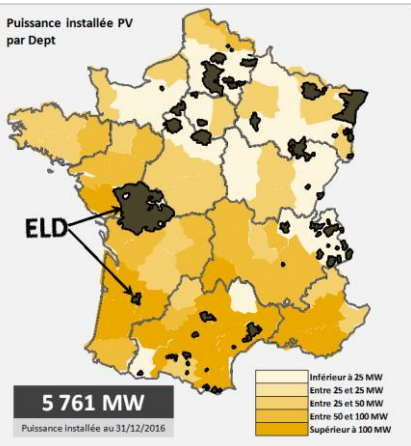 Puissance installée PV
par Dept
ELD
Inférieur à 25 MW
Entre 25 et 25 MW
Entre 25 et 50 MW
Entre 50 et 100 MW
Supérieur à 100 MW
5 761 MW
Puissance installée au 31/12/2016